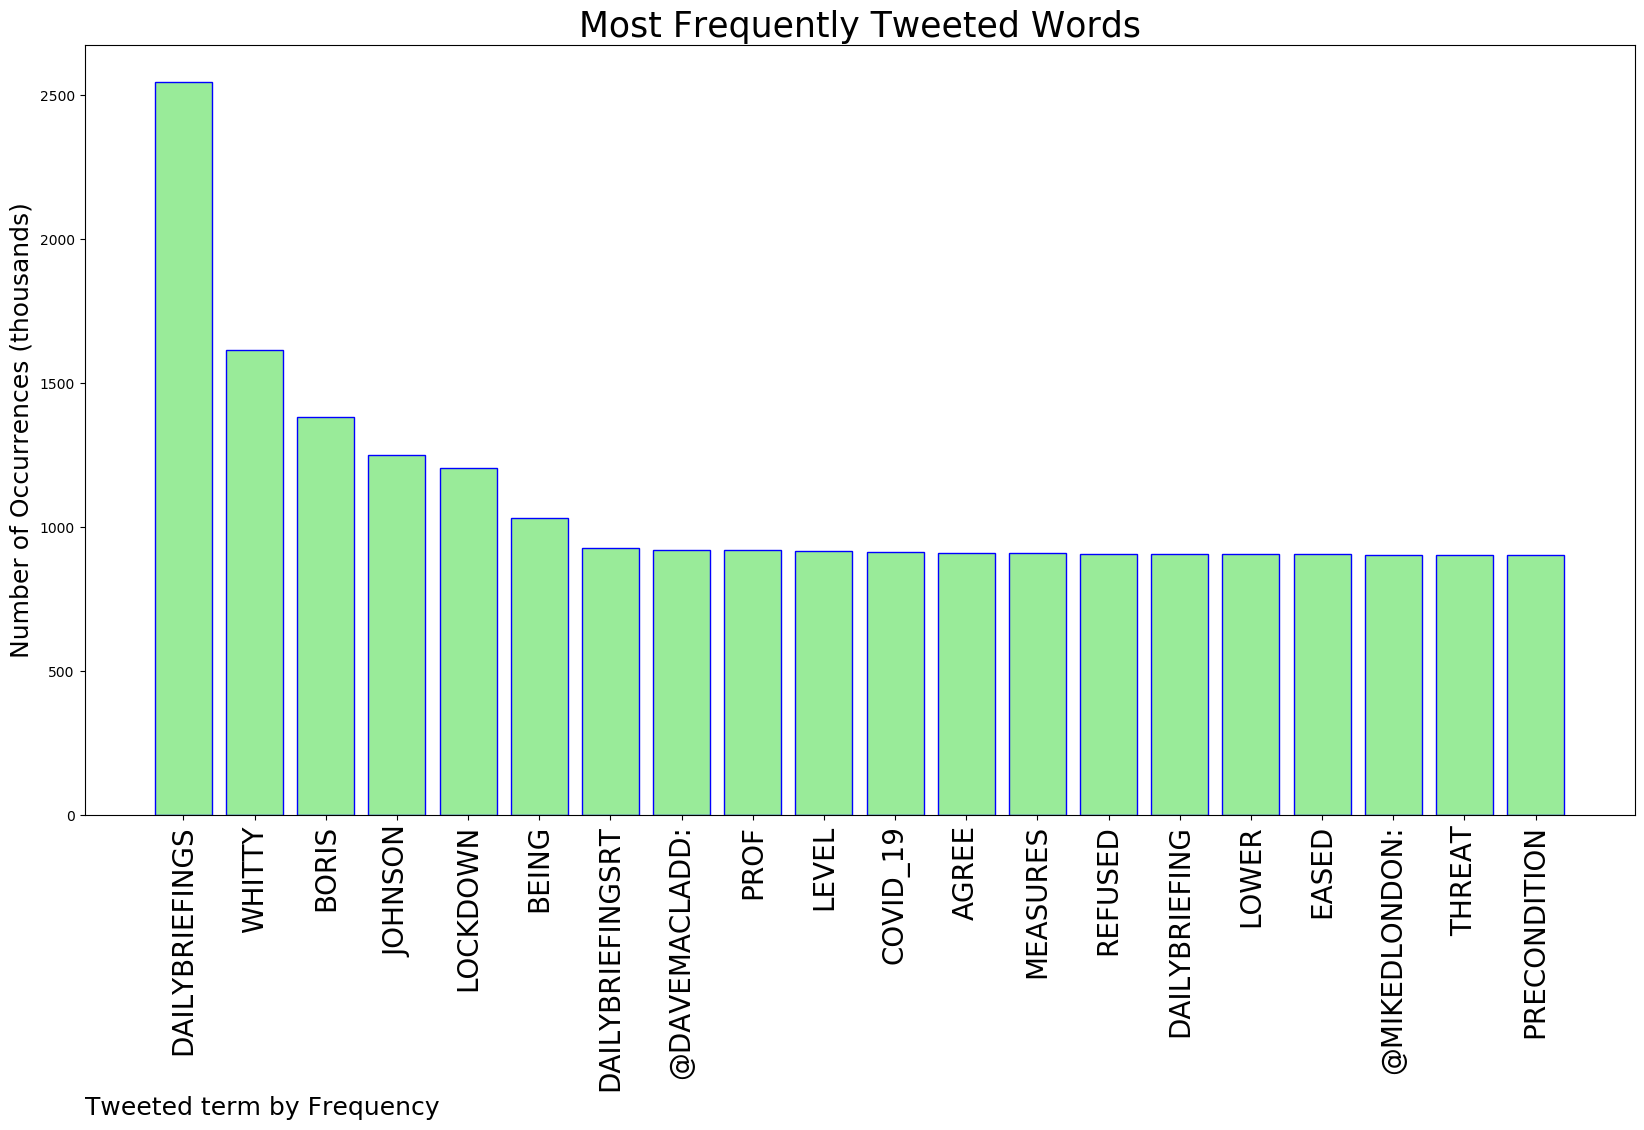 Most Frequently Tweeted Words
Number of Occurrences (thousands)
2500
2000
1500
1000
500
0
DAILYBRIEFINGS
WHITTY
BORIS
JOHNSON
LOCKDOWN
BEING
DAILYBRIEFINGSRT
@DAVEMACLADD:
PROF
LEVEL
COVID_19
AGREE
MEASURES
REFUSED
DAILYBRIEFING
LOWER
EASED
@MIKEDLONDON:
THREAT
PRECONDITION
Tweeted term by Frequency